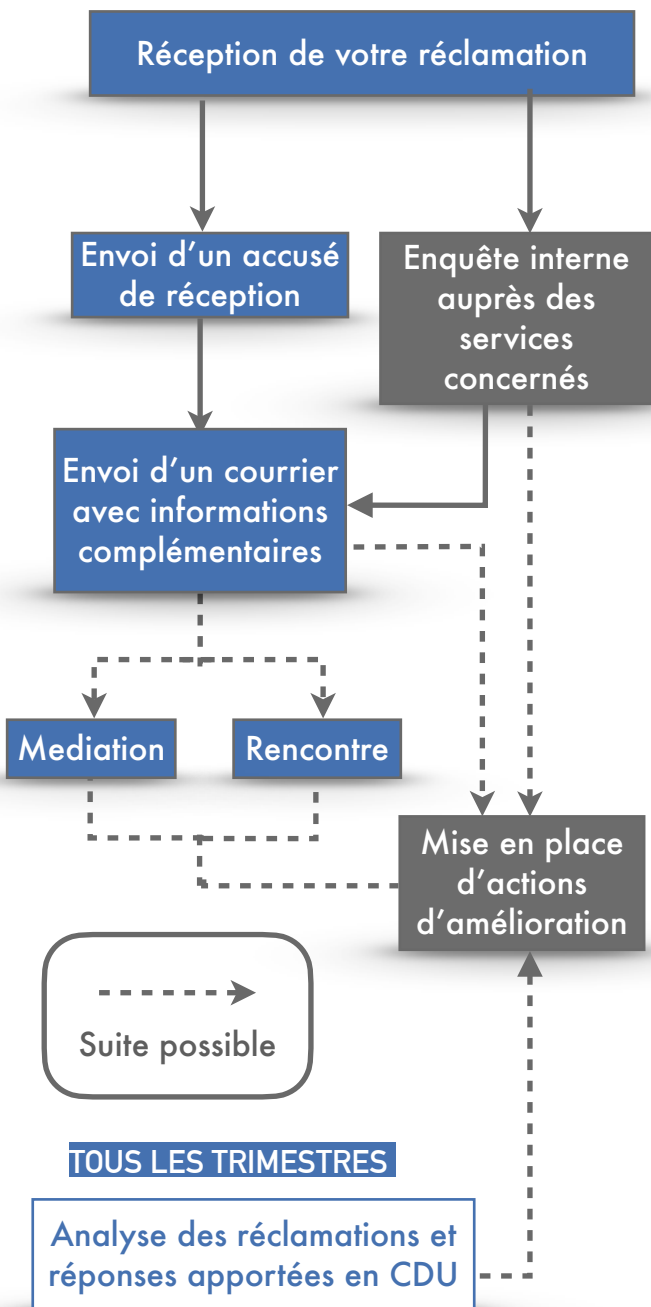 Réception de votre réclamation
Envoi d'un accusé
de réception
Enquête interne
auprès des
services
concernés
Envoi d'un courrier
avec informations
complémentaires
Mediation
Rencontre
Mise en place
d'actions
d'amélioration
Suite possible
TOUS LES TRIMESTRES
Analyse des réclamations et
réponses apportées en CDU